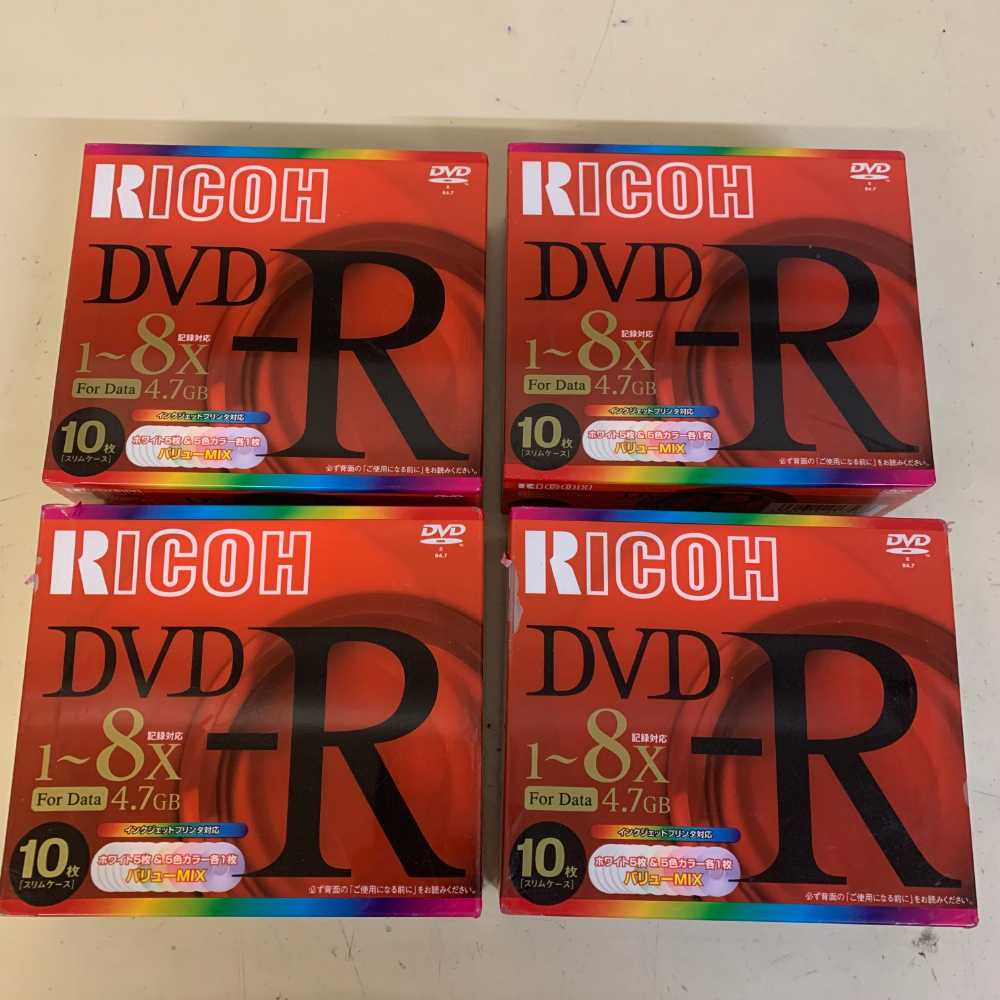 RICOH
DVD
R
B4.7
DVD-R
1~8X
記録対応
For Data 4.7GB
インクジェットプリンタ対応
10枚
[スリムケース]
ホワイト5枚 & 5色カラー各1枚
バリューMIX
必ず背面の「ご使用になる前に」をお読みください。
RICOH
DVD
R
B4.7
DVD-R
1~8X
記録対応
For Data 4.7GB
インクジェットプリンタ対応
10枚
[スリムケース]
ホワイト5枚 & 5色カラー各1枚
バリューMIX
必ず背面の「ご使用になる前に」をお読みください。
RICOH
RICOH
DVD
R
B4.7
DVD-R
1~8X
記録対応
For Data 4.7GB
インクジェットプリンタ対応
10枚
[スリムケース]
ホワイト5枚 & 5色カラー各1枚
バリューMIX
必ず背面の「ご使用になる前に」をお読みください。
RICOH
DVD
R
B4.7
DVD-R
1~8X
記録対応
For Data 4.7GB
インクジェットプリンタ対応
10枚
[スリムケース]
ホワイト5枚 & 5色カラー各1枚
バリューMIX
必ず背面の「ご使用になる前に」をお読みください。